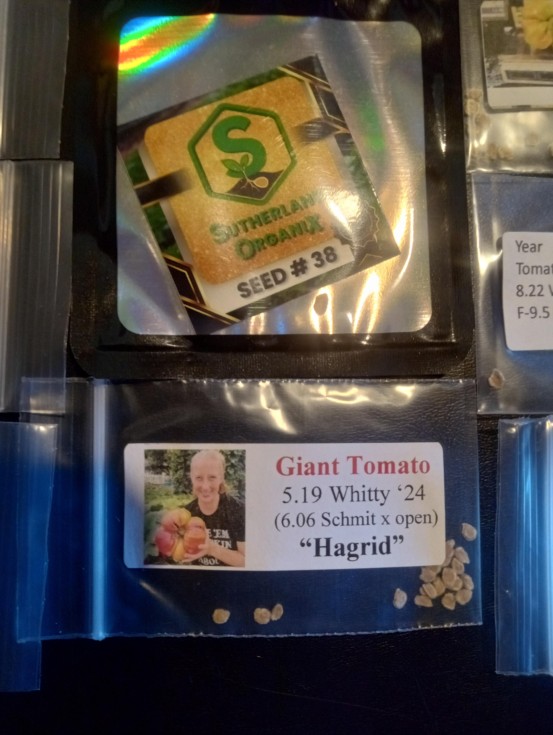 S
SUTHERLAND
ORGANIX
SEED # 38
Year
Tomat
8.22 V
F-9.5
Giant Tomato
5.19 Whitty ‘24
(6.06 Schmit x open)
“Hagrid”